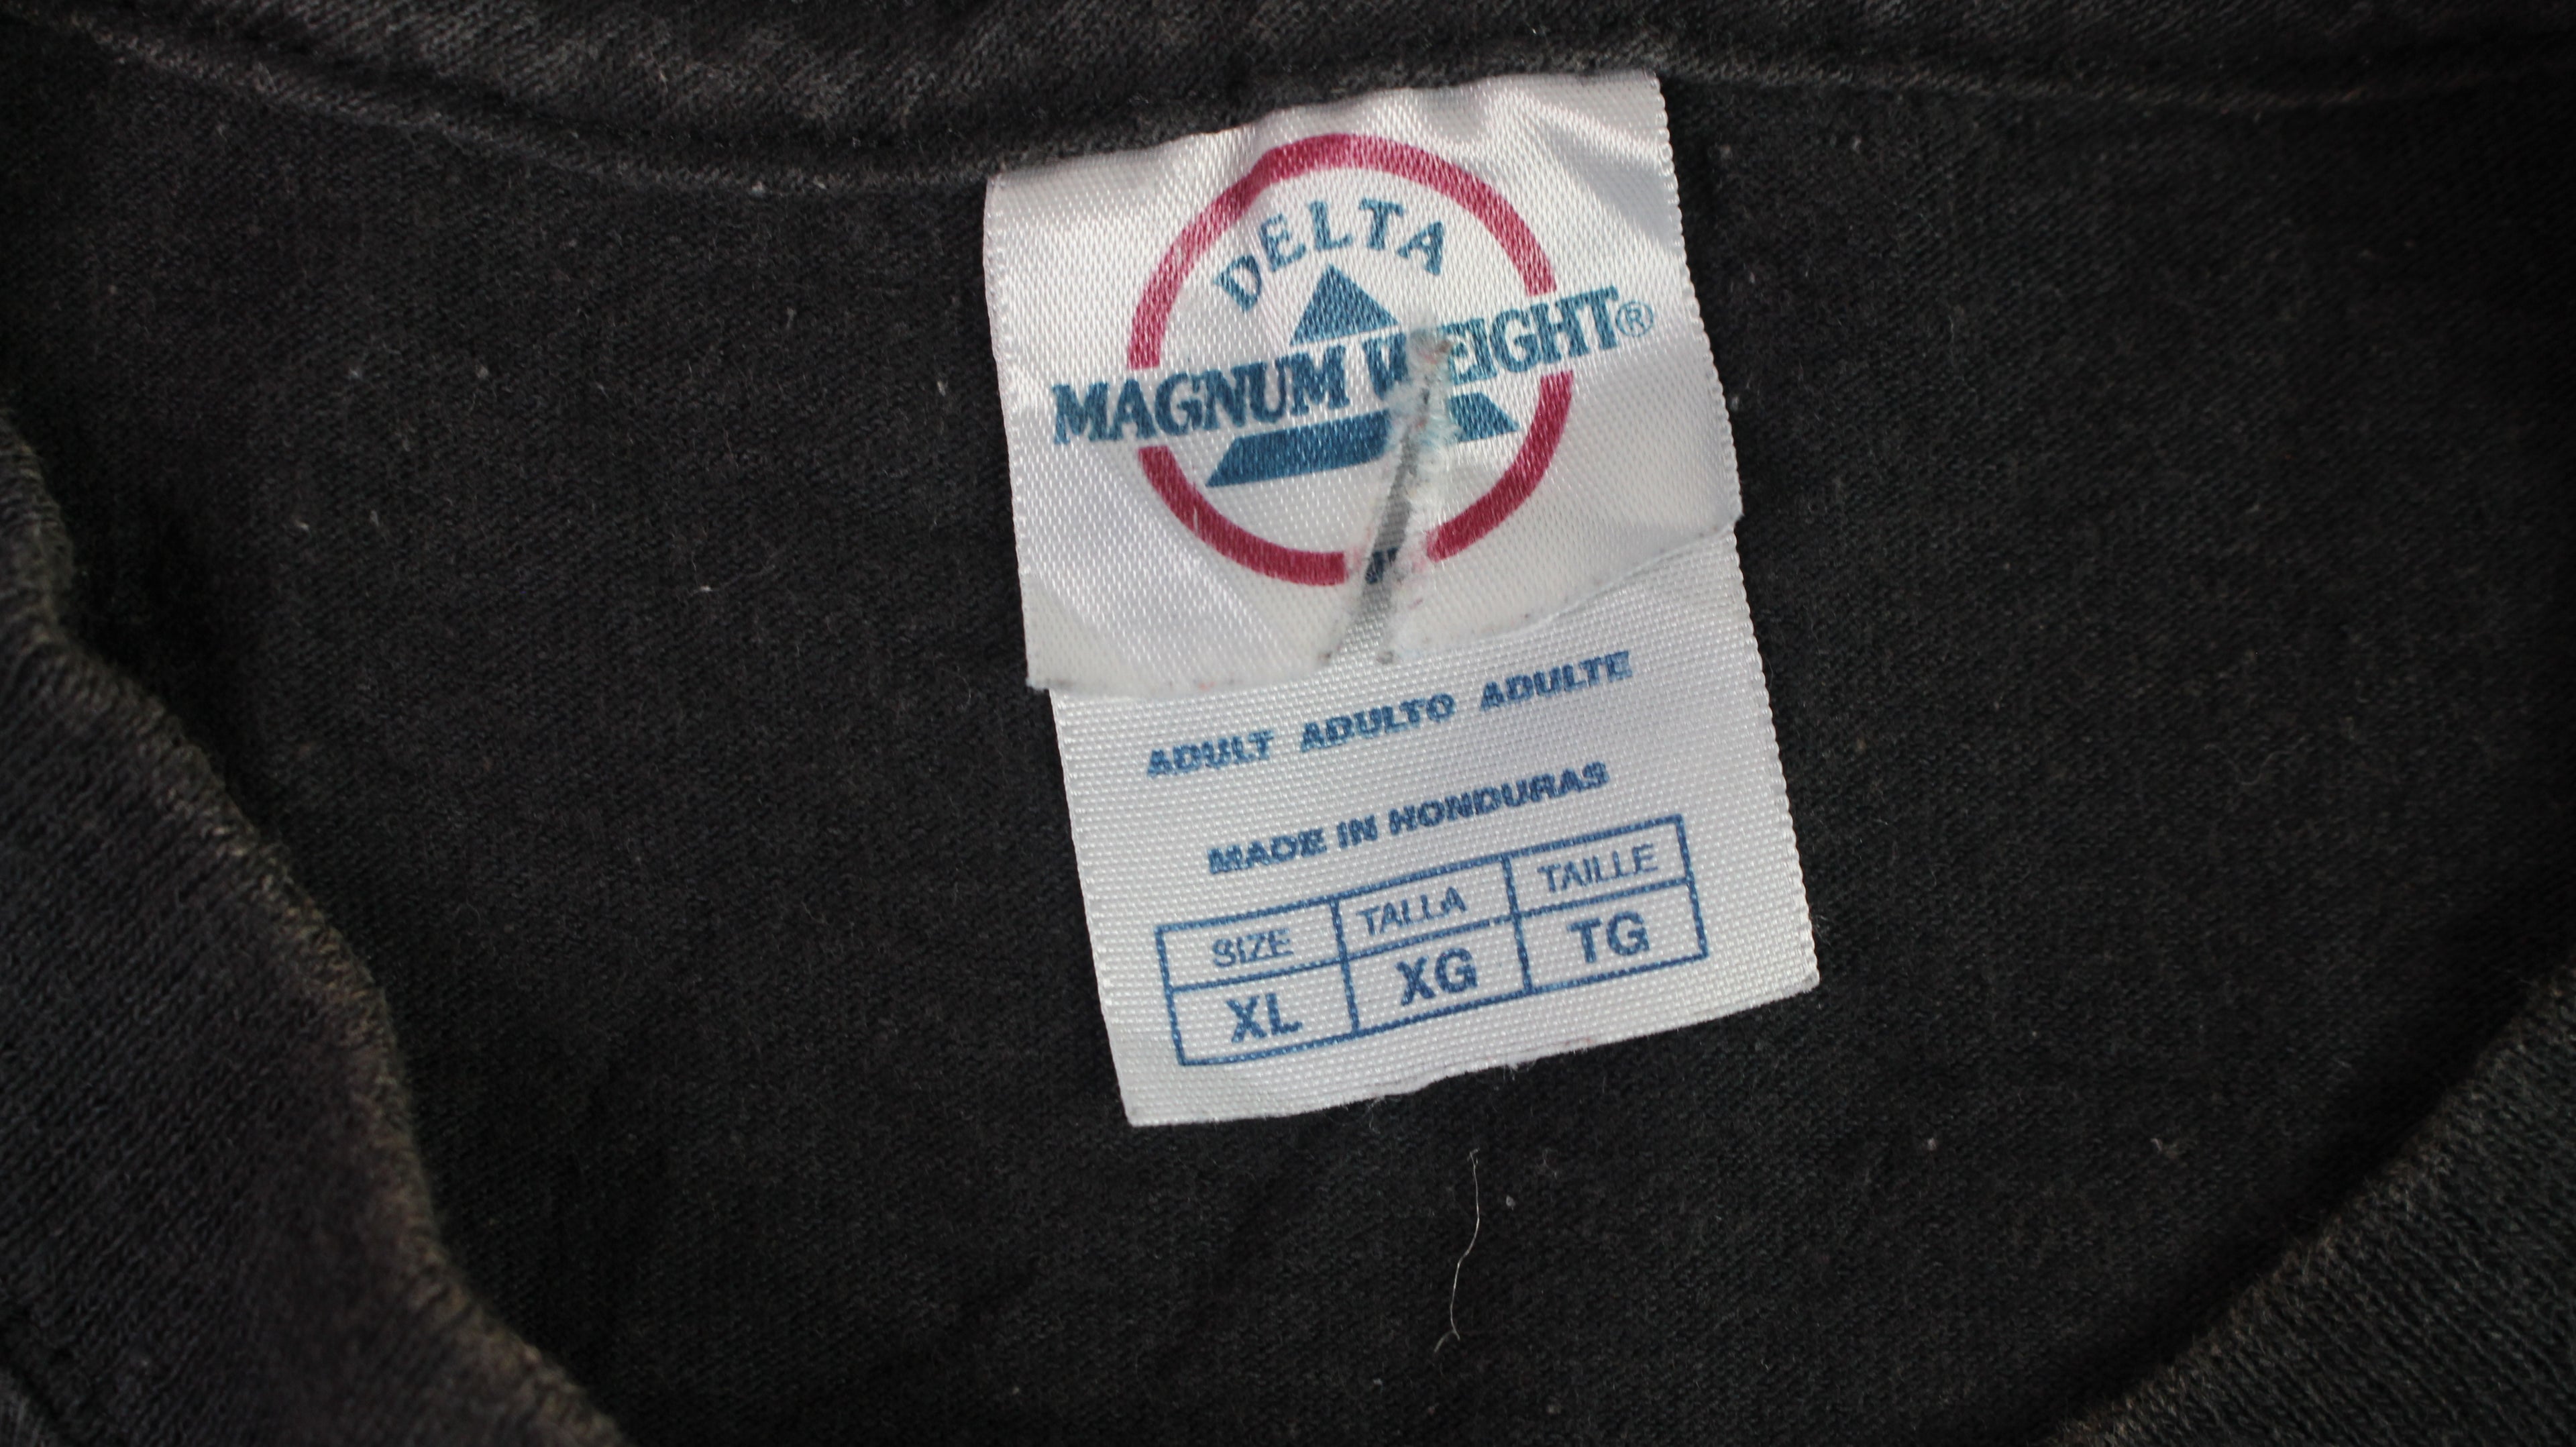 DELTA
MAGNUM WEIGHT®
ADULT ADULTO ADULTE
MADE IN HONDURAS
SIZE TALLA TAILLE
XL XG TG